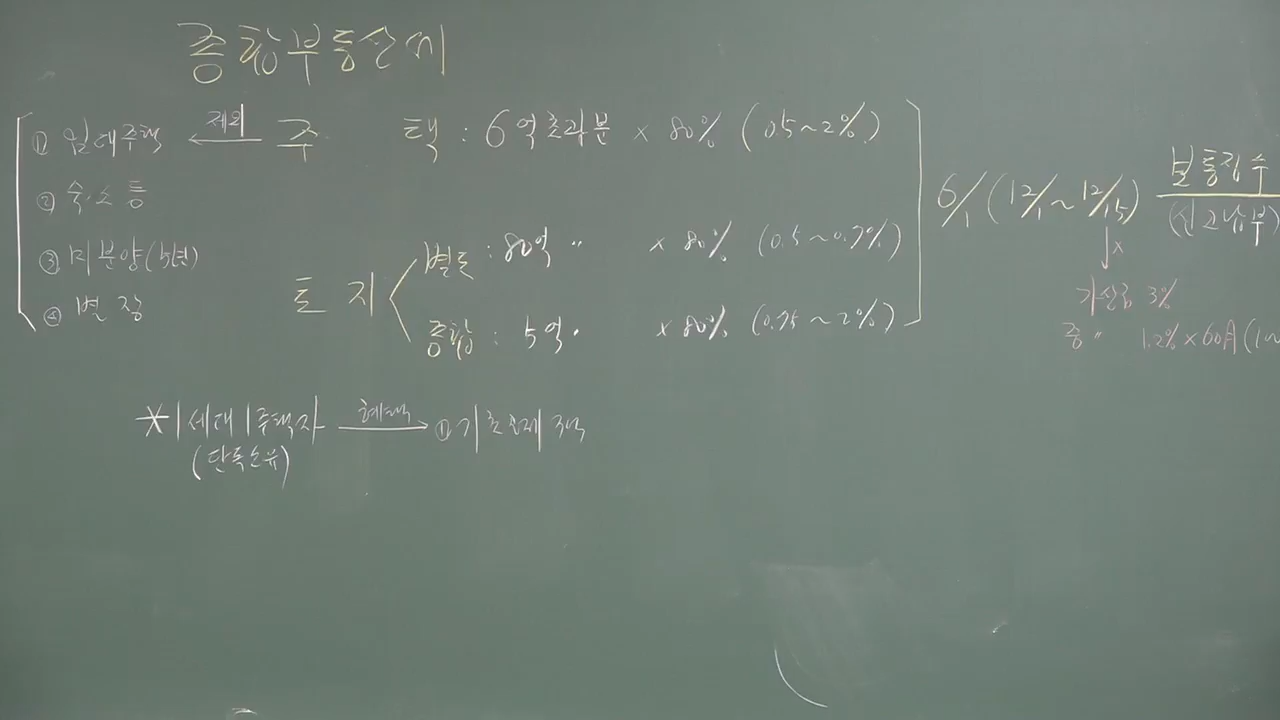 종합부동산세
① 임대주택 ← 제외 주 택 : 6억초과분 × 80% (0.5~2%)
② 숙소등
③ 미분양(5년)
④ 별장
토지 < 별도 : 80억 〃 × 80% (0.5~0.7%)
종합 : 5억 · × 80% (0.75~2%)
6/1 (12/1~12/15) 보통징수
(신고납부)
↓×
가산금 3%
중 〃 1.2%×60月(100
*1세대1주택자 혜택 → ① 기초공제 3억
(단독소유)